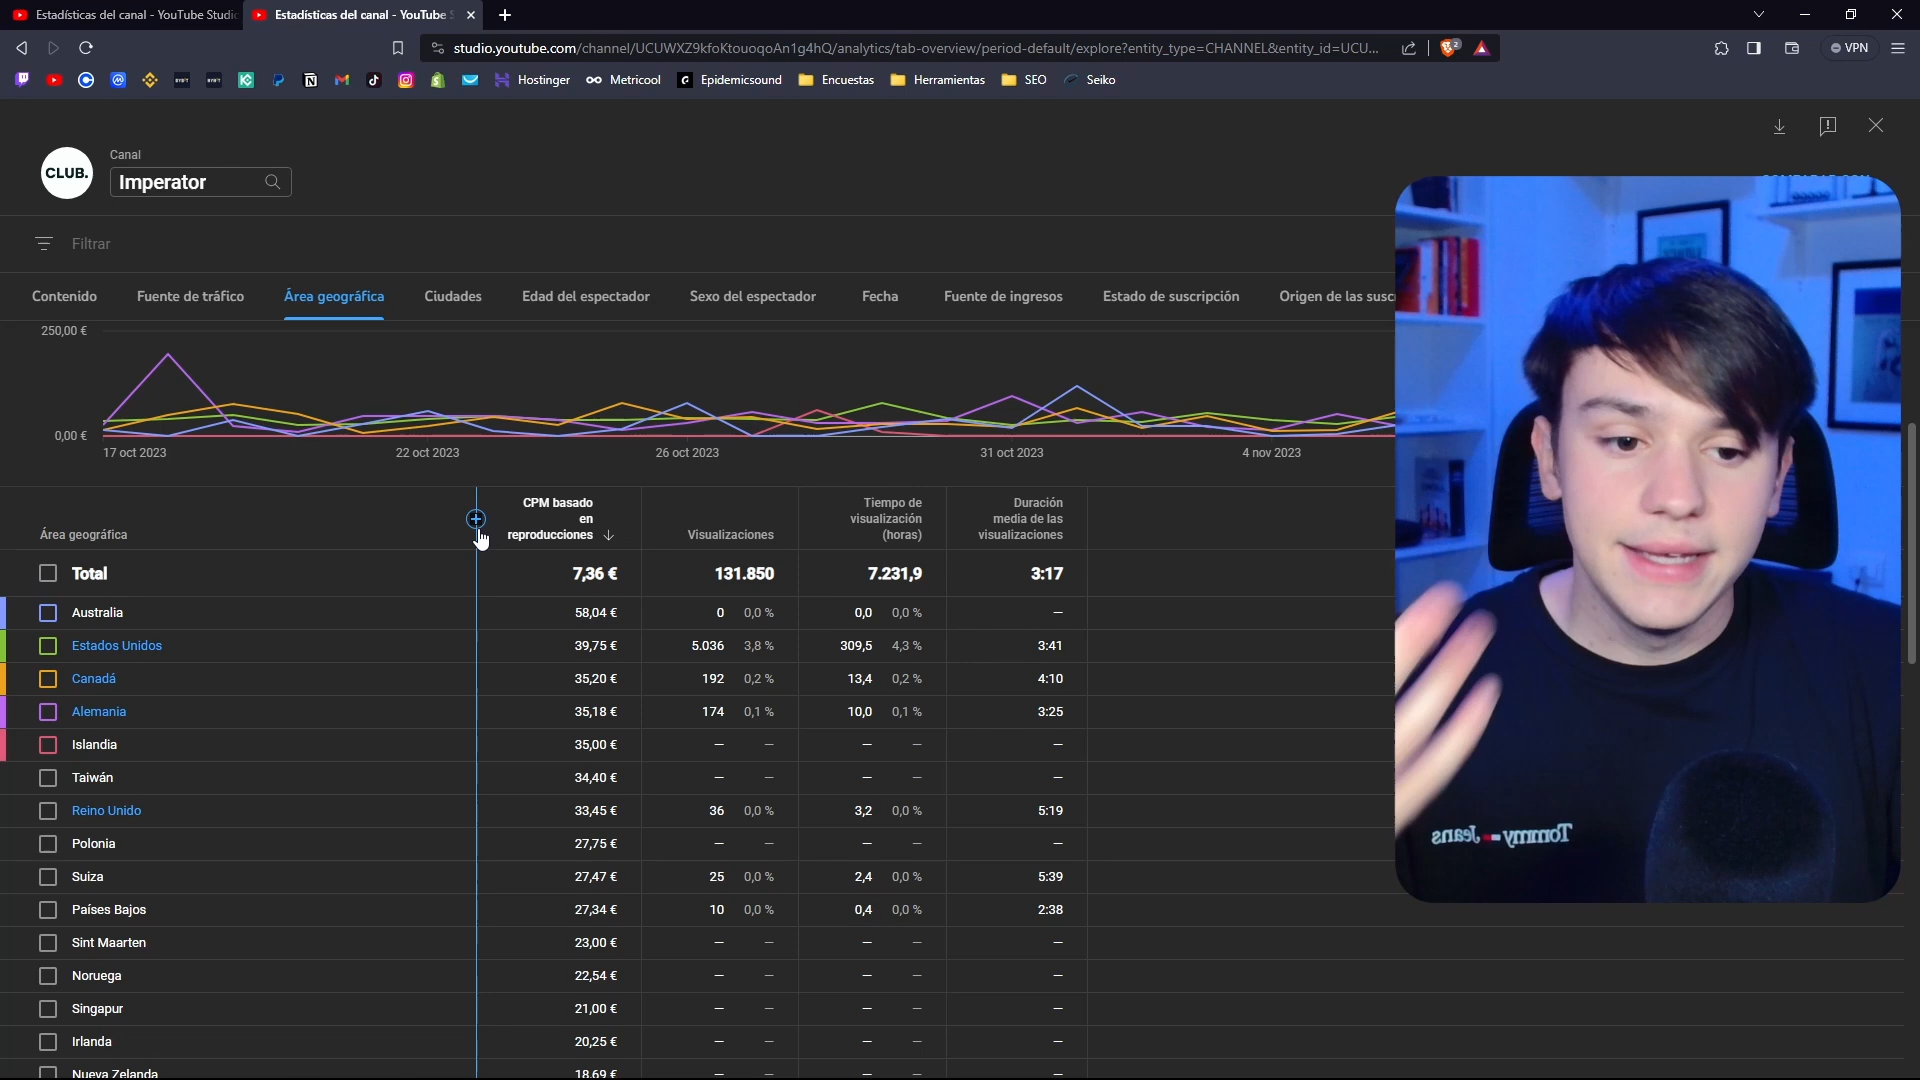 Estadísticas del canal - YouTube Studio
Estadísticas del canal - YouTube S
studio.youtube.com/channel/UCUWXZ9kfoKtouoqoAn1g4hQ/analytics/tab-overview/period-default/explore?entity_type=CHANNEL&entity_id=UCU...
2
VPN
Hostinger
Metricool
Epidemicsound
Encuestas
Herramientas
SEO
Seiko
CLUB.
Canal
Imperator
Filtrar
Contenido
Fuente de tráfico
Área geográfica
Ciudades
Edad del espectador
Sexo del espectador
Fecha
Fuente de ingresos
Estado de suscripción
Origen de las susc
250,00 €
0,00 €
17 oct 2023
22 oct 2023
26 oct 2023
31 oct 2023
4 nov 2023
Área geográfica
CPM basado
en
reproducciones
Visualizaciones
Tiempo de
visualización
(horas)
Duración
media de las
visualizaciones
Total 7,36 € 131.850 7.231,9 3:17
Australia 58,04 € 0 0,0 % 0,0 0,0 % —
Estados Unidos 39,75 € 5.036 3,8 % 309,5 4,3 % 3:41
Canadá 35,20 € 192 0,2 % 13,4 0,2 % 4:10
Alemania 35,18 € 174 0,1 % 10,0 0,1 % 3:25
Islandia 35,00 € — — — — —
Taiwán 34,40 € — — — — —
Reino Unido 33,45 € 36 0,0 % 3,2 0,0 % 5:19
Polonia 27,75 € — — — — —
Suiza 27,47 € 25 0,0 % 2,4 0,0 % 5:39
Países Bajos 27,34 € 10 0,0 % 0,4 0,0 % 2:38
Sint Maarten 23,00 € — — — — —
Noruega 22,54 € — — — — —
Singapur 21,00 € — — — — —
Irlanda 20,25 € — — — — —
Nueva Zelanda 18,69 € — — — — —
Tommy Jeans